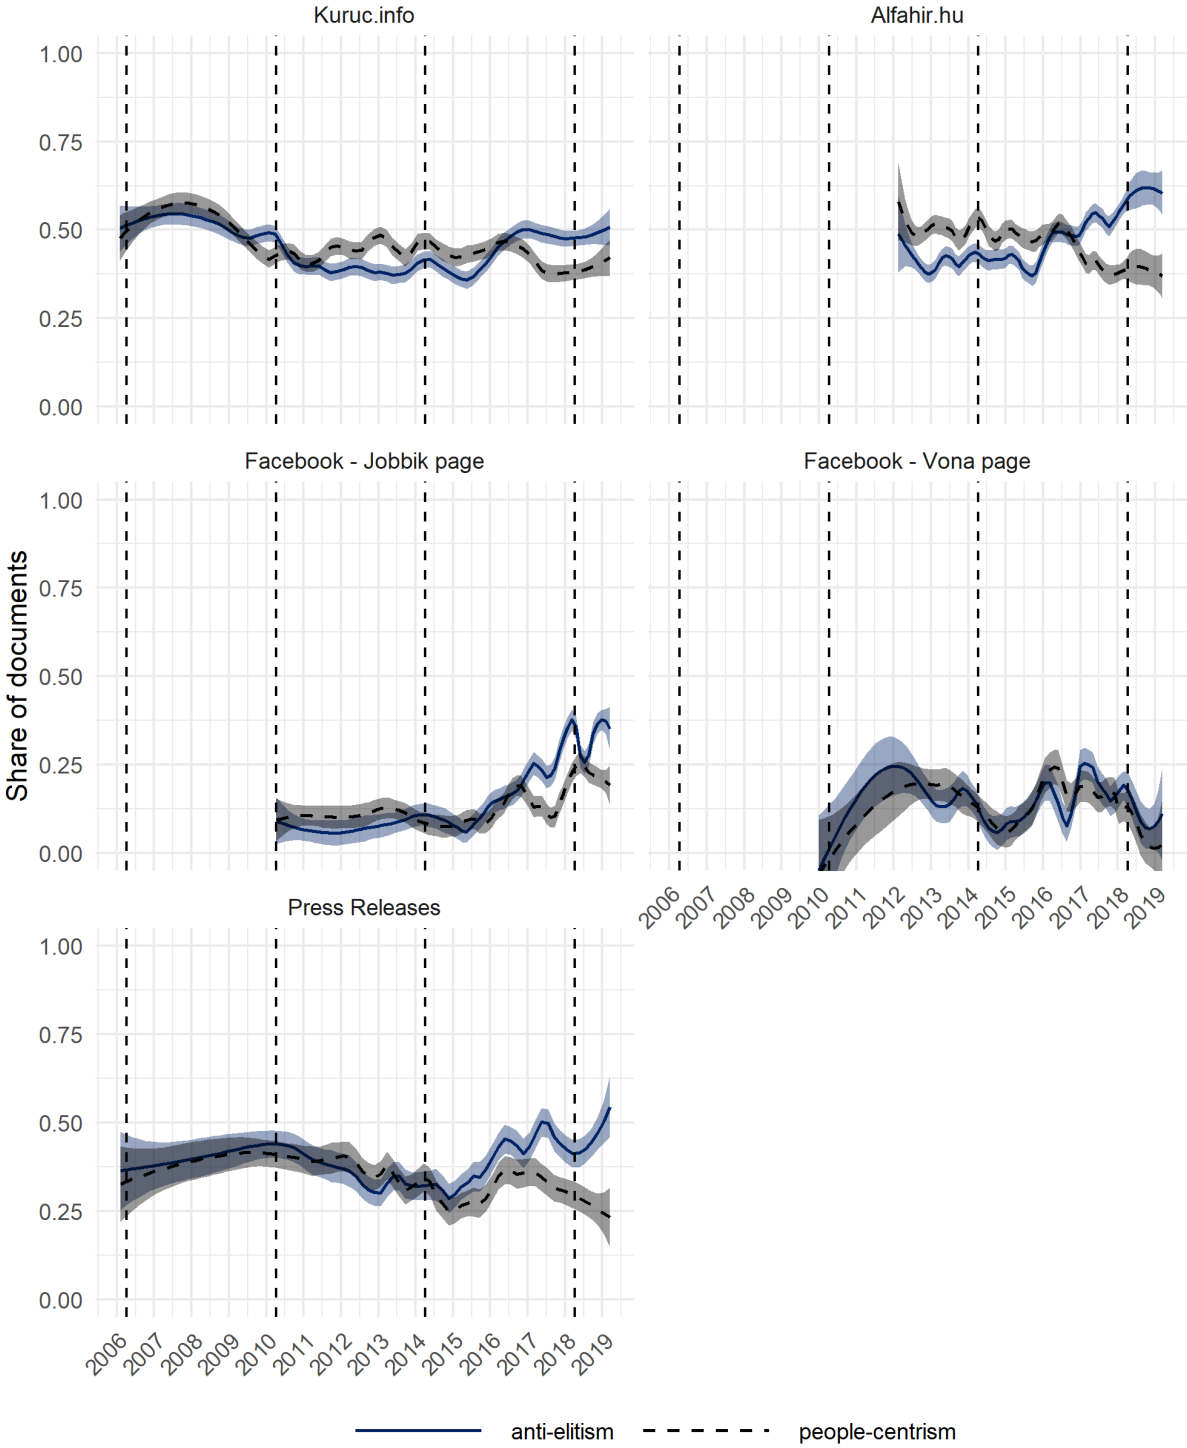 Kuruc.info
Alfahir.hu
1.00
0.75
0.50
0.25
0.00
Facebook - Jobbik page
Facebook - Vona page
1.00
0.75
0.50
0.25
0.00
2006 2007 2008 2009 2010 2011 2012 2013 2014 2015 2016 2017 2018 2019
Share of documents
Press Releases
1.00
0.75
0.50
0.25
0.00
2006 2007 2008 2009 2010 2011 2012 2013 2014 2015 2016 2017 2018 2019
anti-elitism
people-centrism